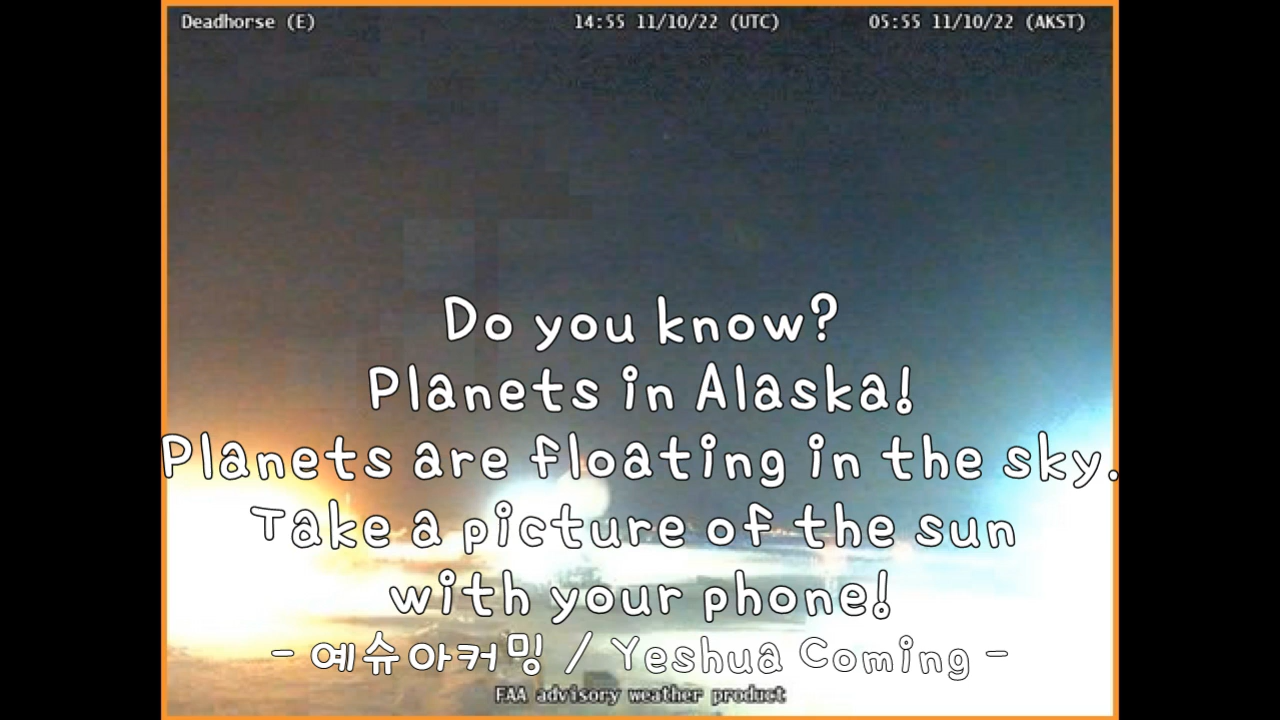 Deadhorse (E) 14:55 11/10/22 (UTC) 05:55 11/10/22 (AKST)
Do you know?
Planets in Alaska!
Planets are floating in the sky.
Take a picture of the sun
with your phone!
- 예슈아커밍 / Yeshua Coming -
FAA advisory weather product